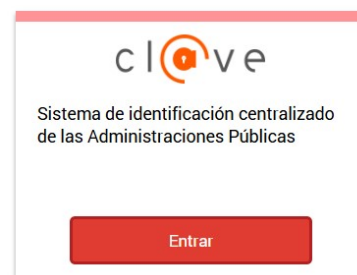 cl@ve
Sistema de identificación centralizado
de las Administraciones Públicas
Entrar